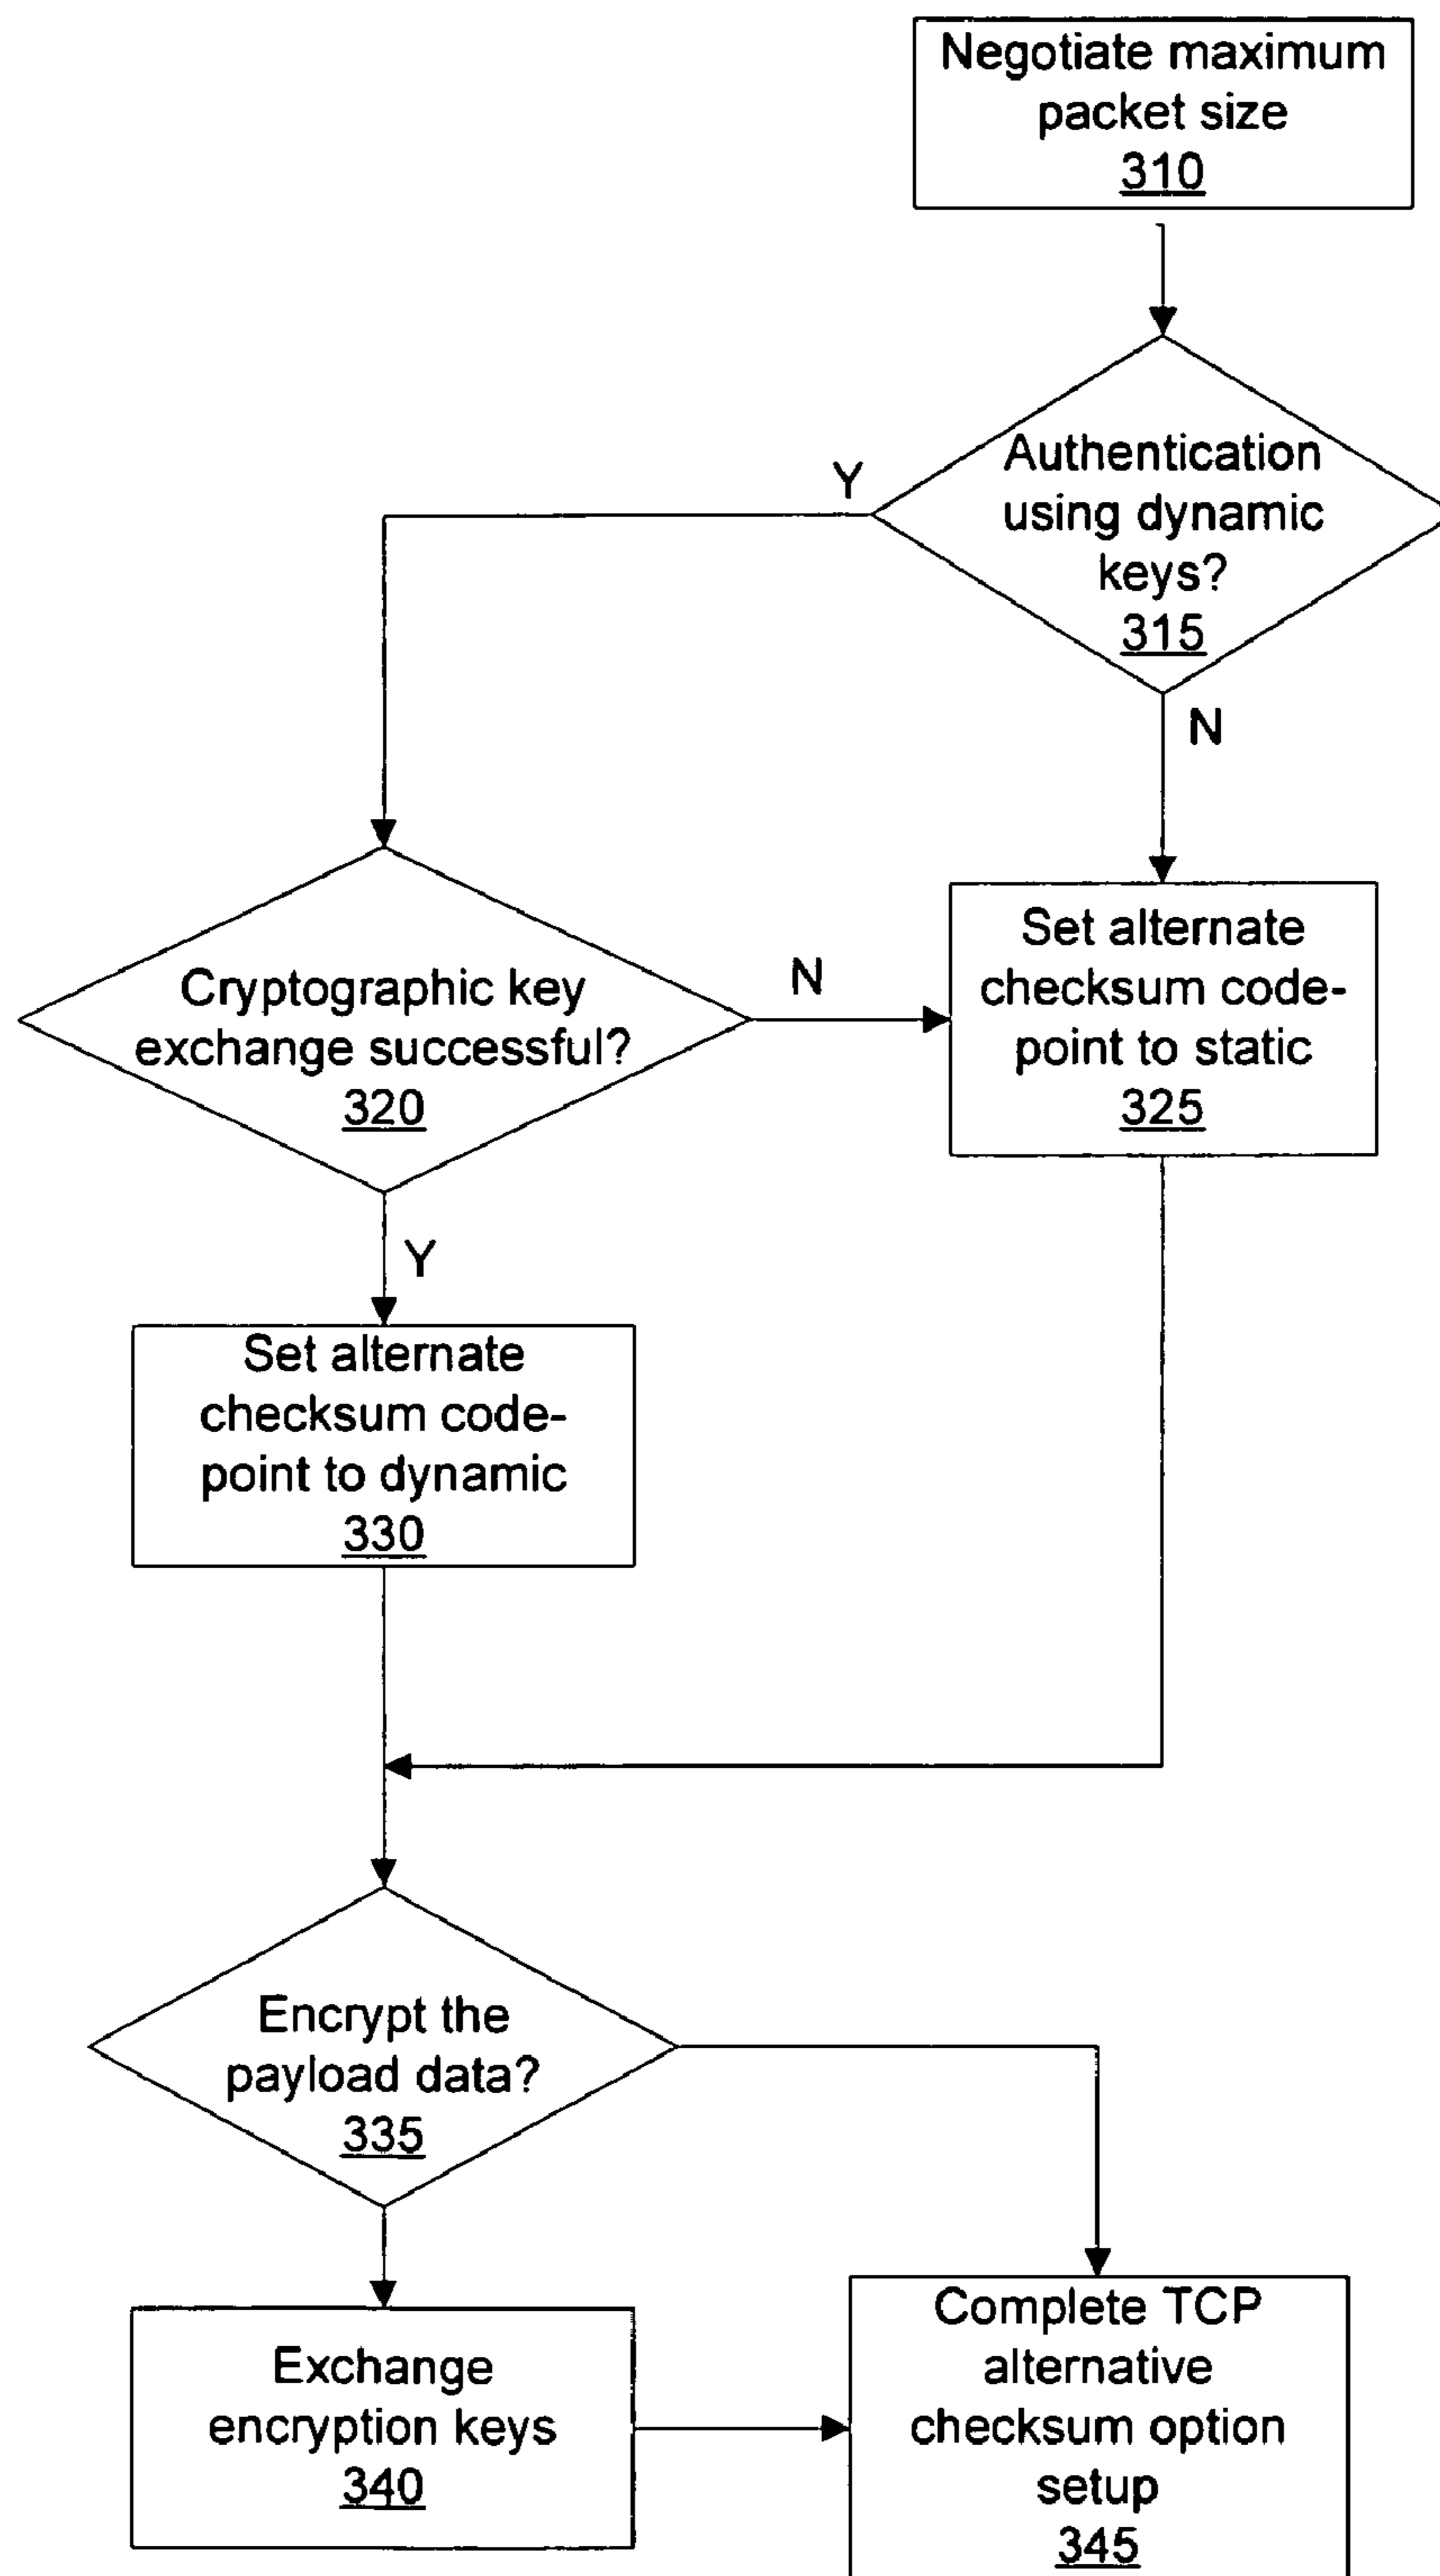 Negotiate maximum
packet size
310
Authentication
using dynamic
keys?
315
Y
N
Cryptographic key
exchange successful?
320
N
Set alternate
checksum code-
point to static
325
Y
Set alternate
checksum code-
point to dynamic
330
Encrypt the
payload data?
335
Exchange
encryption keys
340
Complete TCP
alternative
checksum option
setup
345